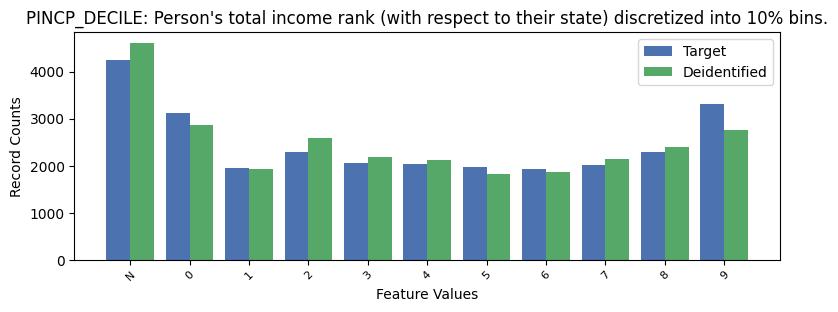 PINCP_DECILE: Person's total income rank (with respect to their state) discretized into 10% bins.
Target
Deidentified
Record Counts
4000
3000
2000
1000
0
N 0 1 2 3 4 5 6 7 8 9
Feature Values